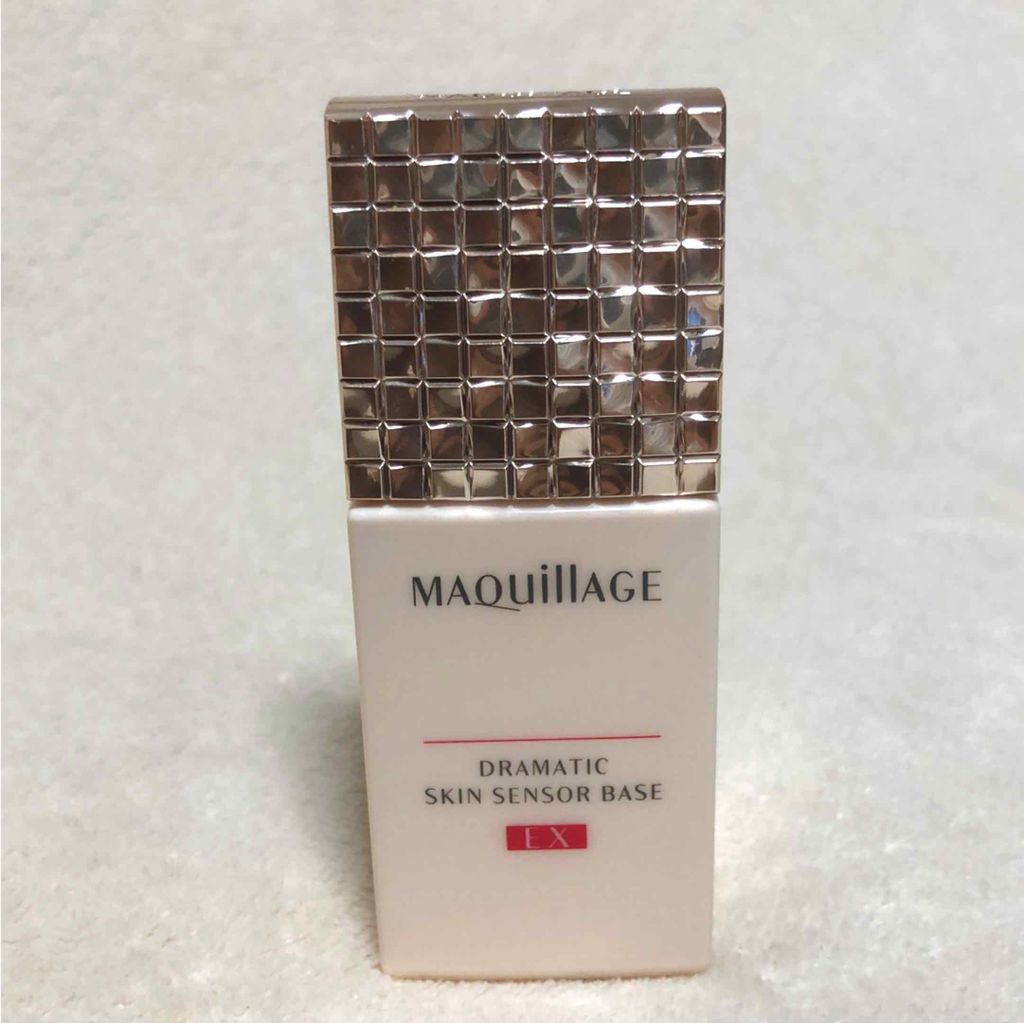 MAQuillAGE
DRAMATIC
SKIN SENSOR BASE
EX